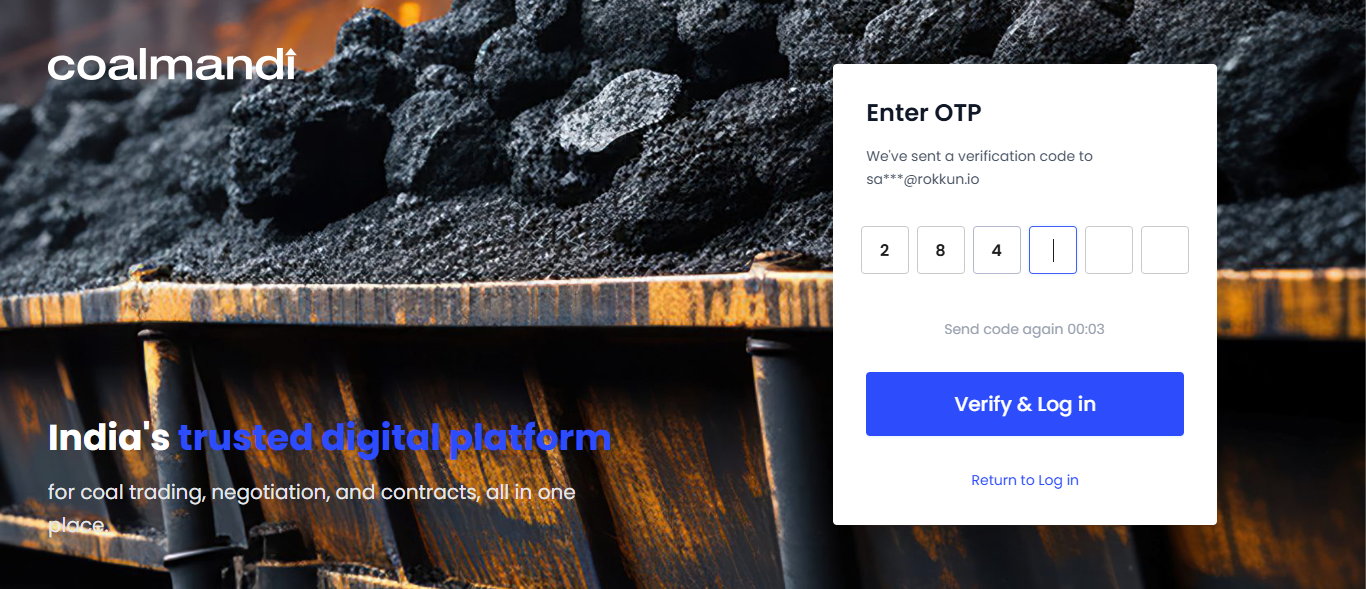 coalmandi
India's trusted digital platform
for coal trading, negotiation, and contracts, all in one
place.
Enter OTP
We've sent a verification code to
sa***@rokkun.io
2 8 4
Send code again 00:03
Verify & Log in
Return to Log in